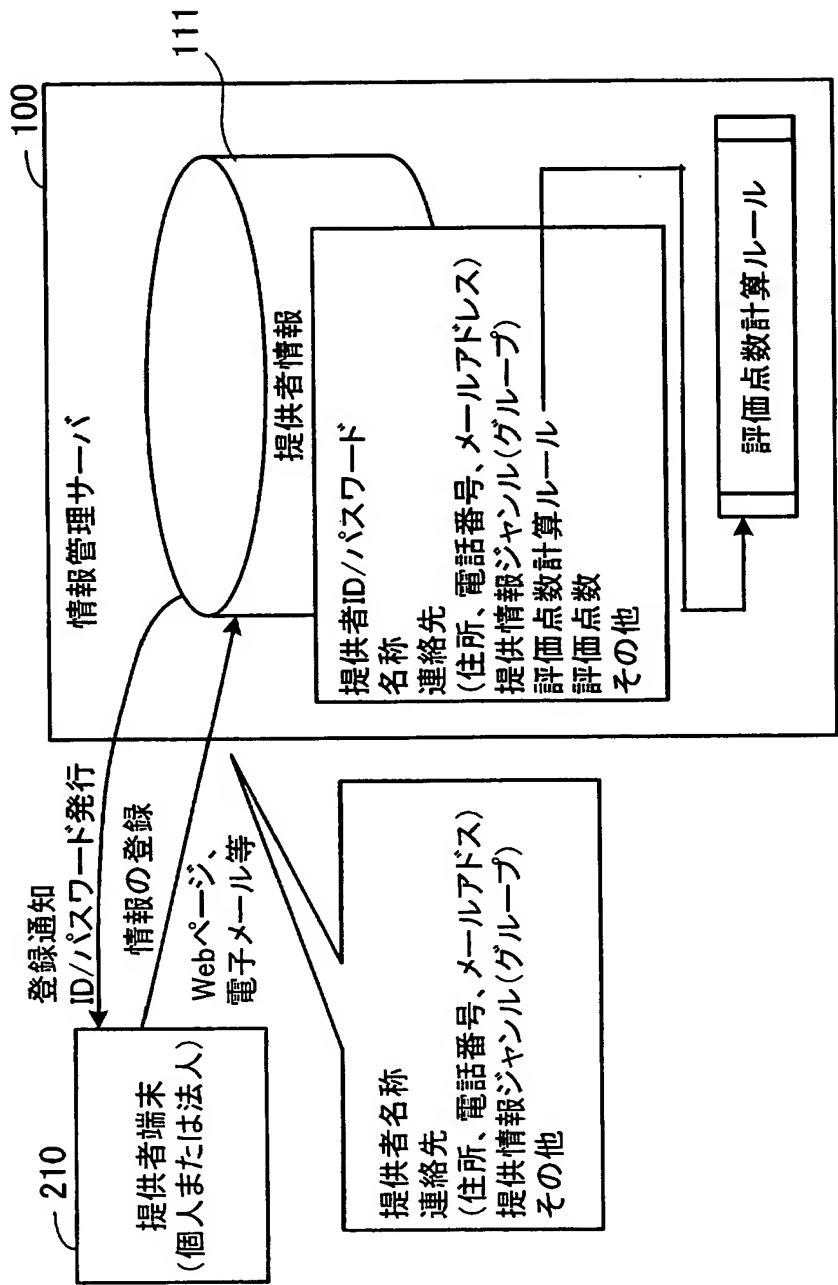 100
情報管理サーバ
111
提供者情報
提供者ID/パスワード
名称
連絡先
(住所、電話番号、メールアドレス)
提供情報ジャンル(グループ)
評価点数計算ルール
評価点数
その他
評価点数計算ルール
登録通知
ID/パスワード発行
情報の登録
Webページ、
電子メール等
210
提供者端末
(個人または法人)
提供者名称
連絡先
(住所、電話番号、メールアドス)
提供情報ジャンル(グループ)
その他